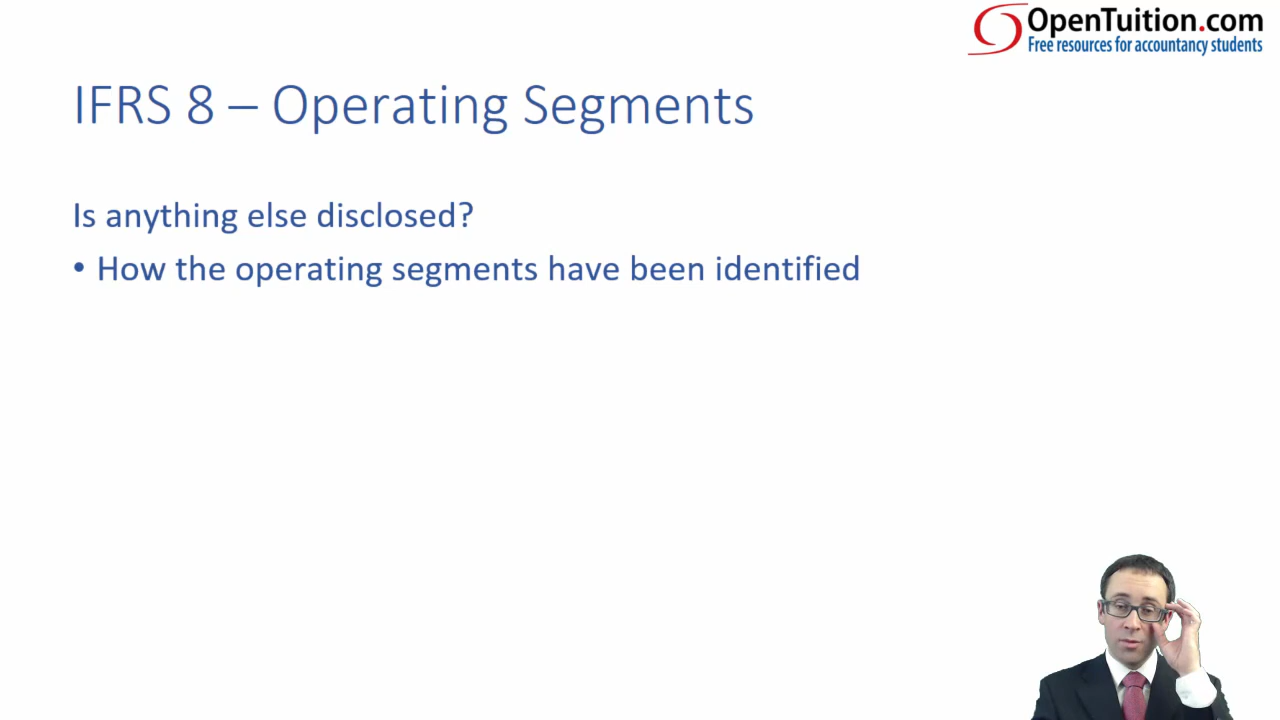 OpenTuition.com
Free resources for accountancy students
IFRS 8 – Operating Segments
Is anything else disclosed?
• How the operating segments have been identified